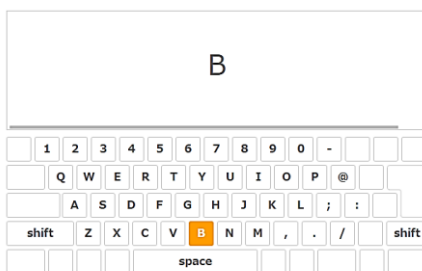 B
1 2 3 4 5 6 7 8 9 0 -
Q W E R T Y U I O P @
A S D F G H J K L ; :
shift Z X C V B N M , . / shift
space